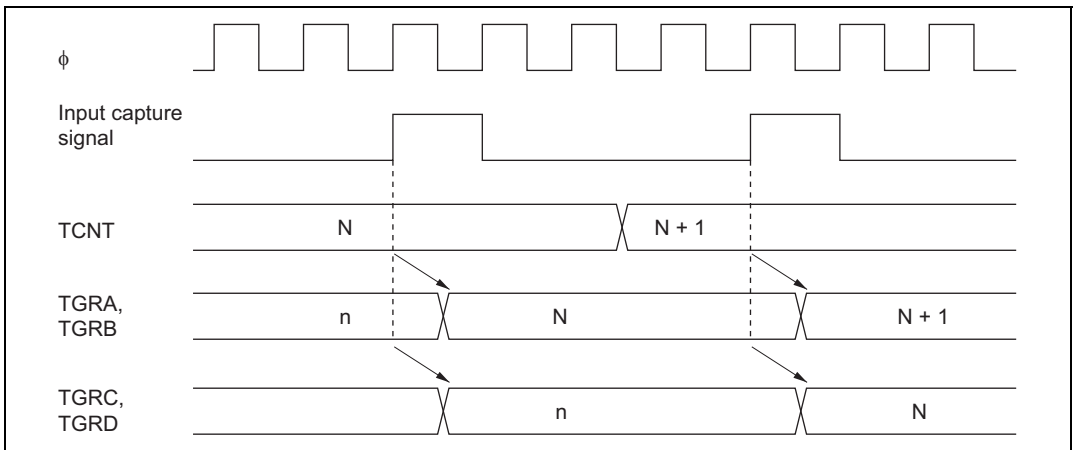 ϕ
Input capture
signal
TCNT
N
N + 1
TGRA,
TGRB
n
N
N + 1
TGRC,
TGRD
n
N